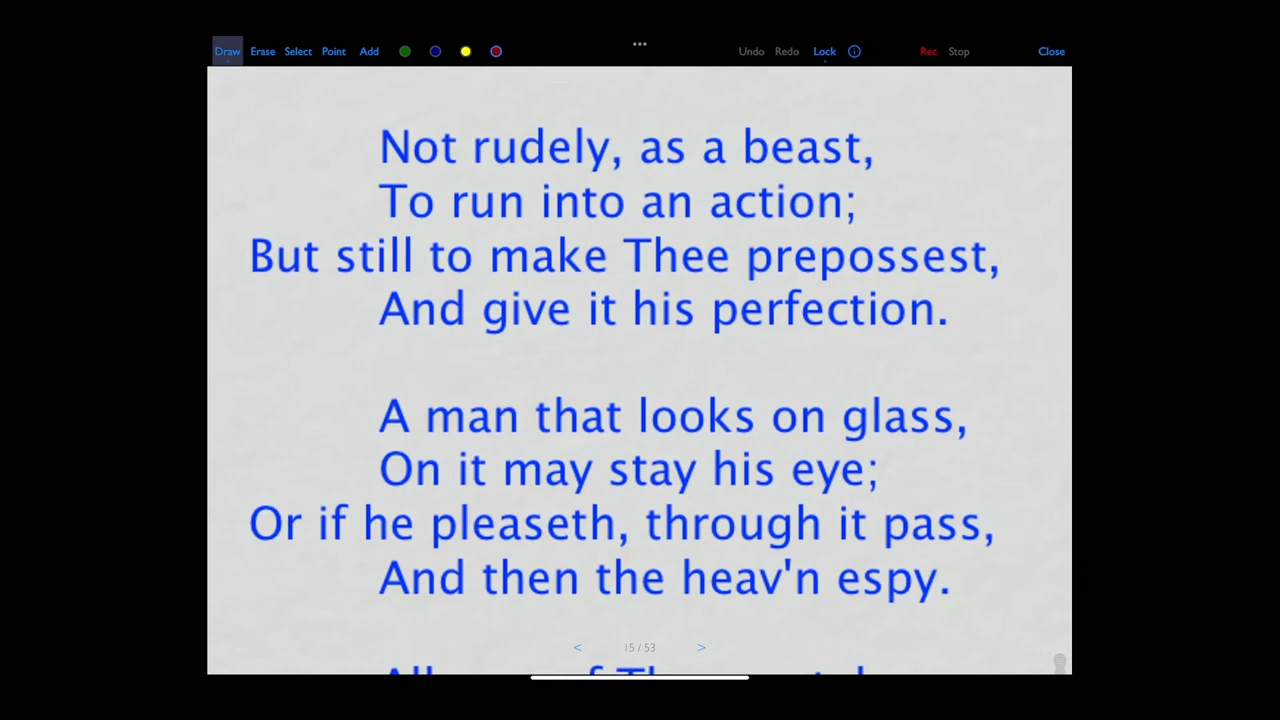 Draw Erase Select Point Add ••• Undo Redo Lock Rec Stop Close
Not rudely, as a beast,
To run into an action;
But still to make Thee prepossest,
And give it his perfection.
A man that looks on glass,
On it may stay his eye;
Or if he pleaseth, through it pass,
And then the heav'n espy.
< 15 / 53 >